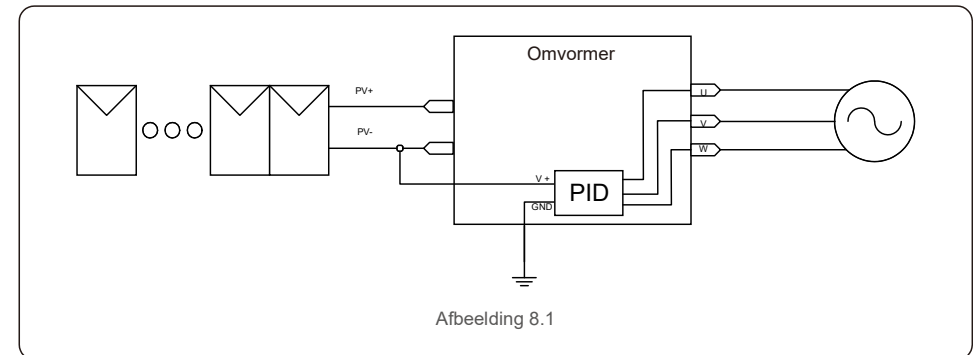 Omvormer
PV+
PV-
U
V
W
V +
PID
GND
Afbeelding 8.1